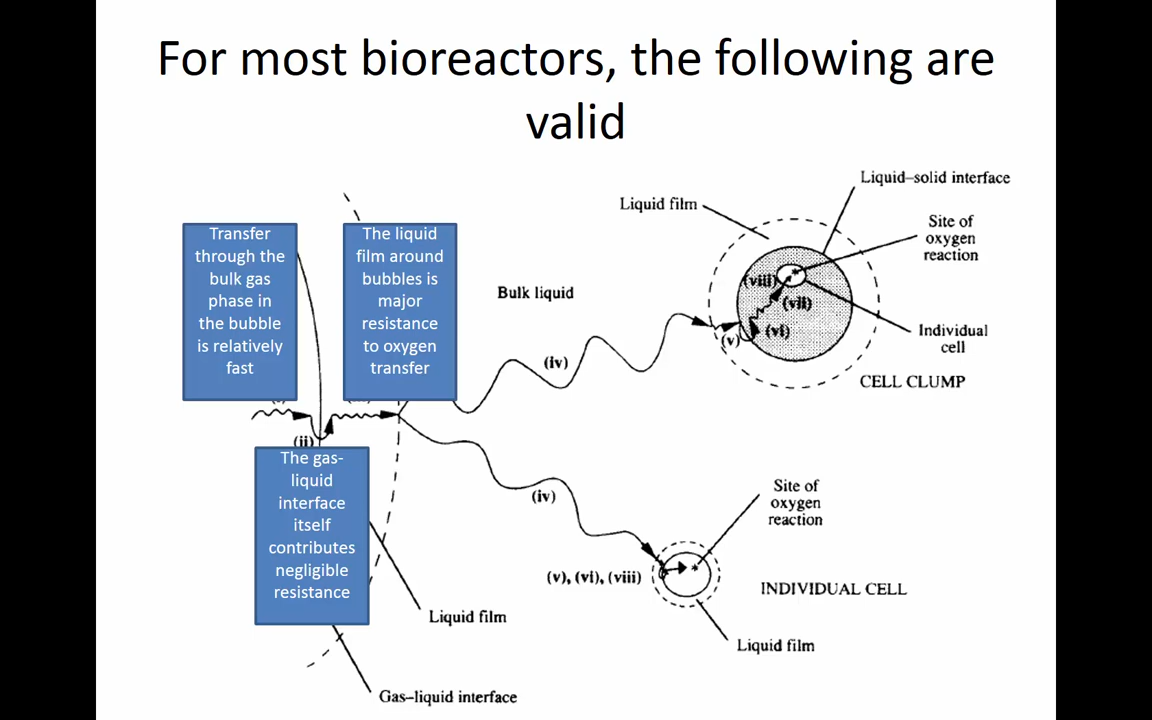 For most bioreactors, the following are
valid
Transfer
through the
bulk gas
phase in
the bubble
is relatively
fast
The liquid
film around
bubbles is
major
resistance
to oxygen
transfer
Bulk liquid
Liquid film
Liquid–solid interface
Site of
oxygen
reaction
(viii)
(vii)
(vi)
(v)
Individual
cell
CELL CLUMP
(iv)
(ii)
The gas-
liquid
interface
itself
contributes
negligible
resistance
(iv)
Site of
oxygen
reaction
(v), (vi), (viii)
INDIVIDUAL CELL
Liquid film
Liquid film
Gas–liquid interface